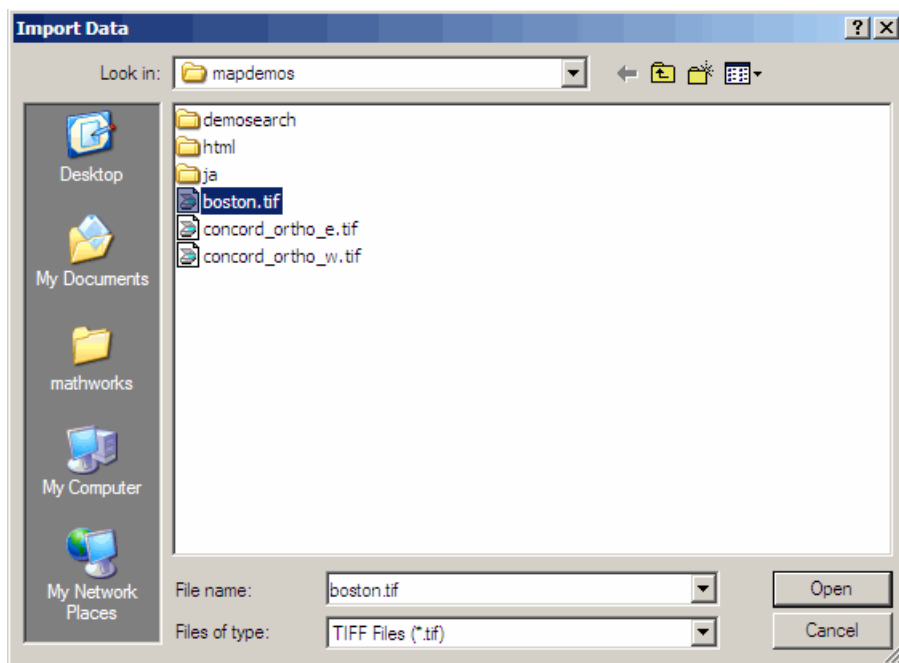 Import Data
Look in: mapdemos
Desktop
My Documents
mathworks
My Computer
My Network
Places
demosearch
html
ja
boston.tif
concord_ortho_e.tif
concord_ortho_w.tif
File name: boston.tif Open
Files of type: TIFF Files (*.tif) Cancel